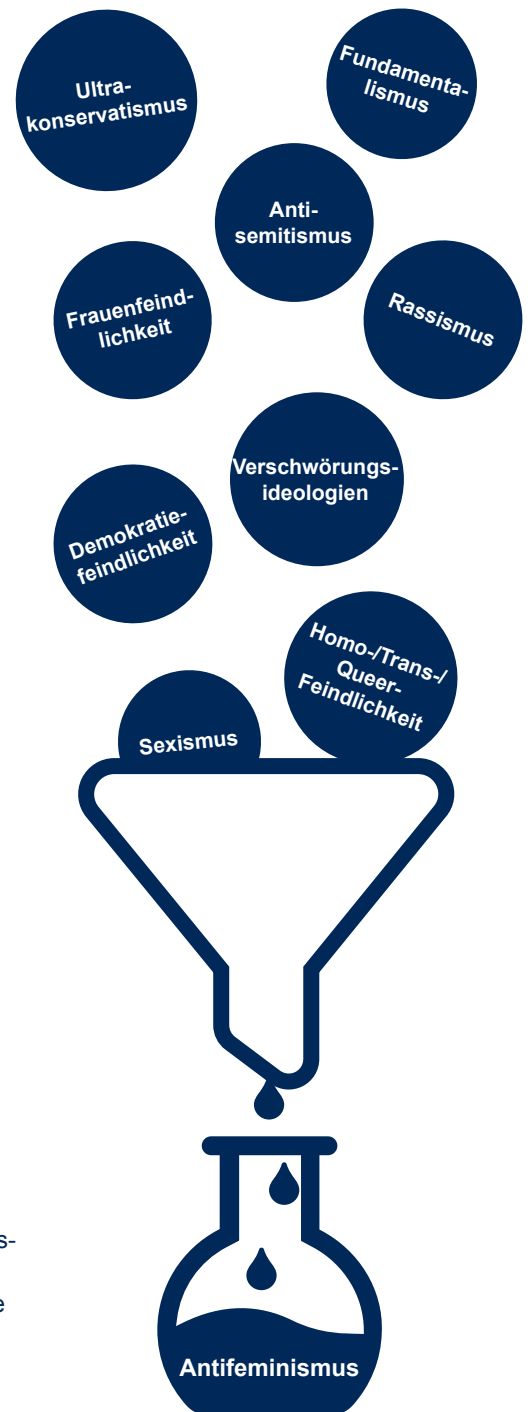 Ultra-
konservatismus
Fundamenta-
lismus
Anti-
semitismus
Frauenfeind-
lichkeit
Rassismus
Verschwörungs-
ideologien
Demokratie-
feindlichkeit
Homo-/Trans-/
Queer-
Feindlichkeit
Sexismus
s-
e
Antifeminismus